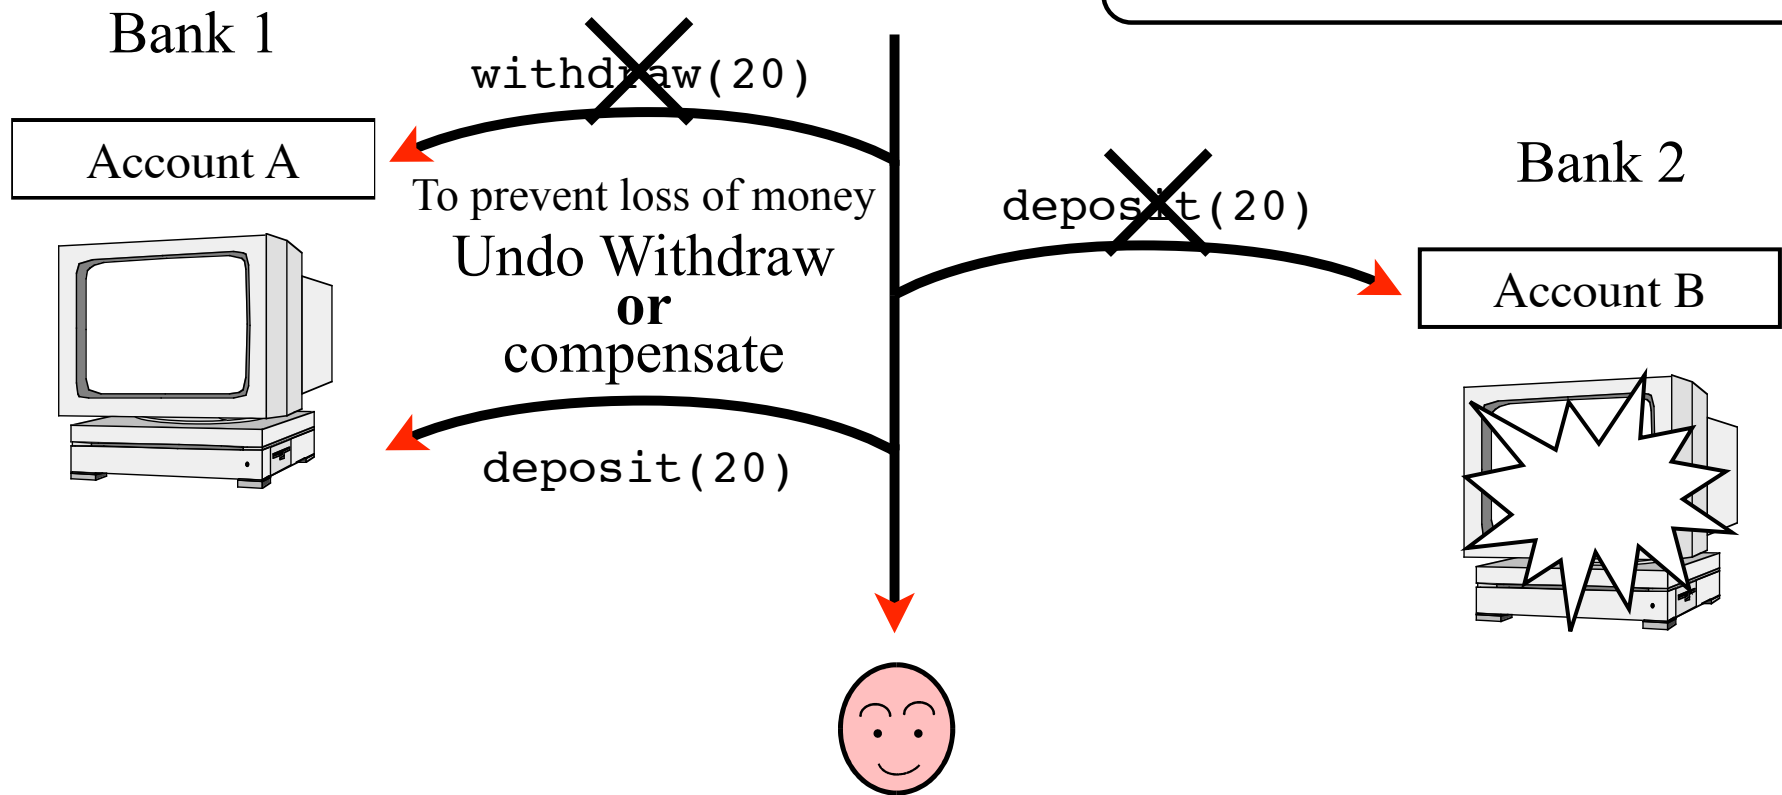 Bank 1
withdraw(20)
Account A
To prevent loss of money
Undo Withdraw
or
compensate
deposit(20)
deposit(20)
Bank 2
Account B